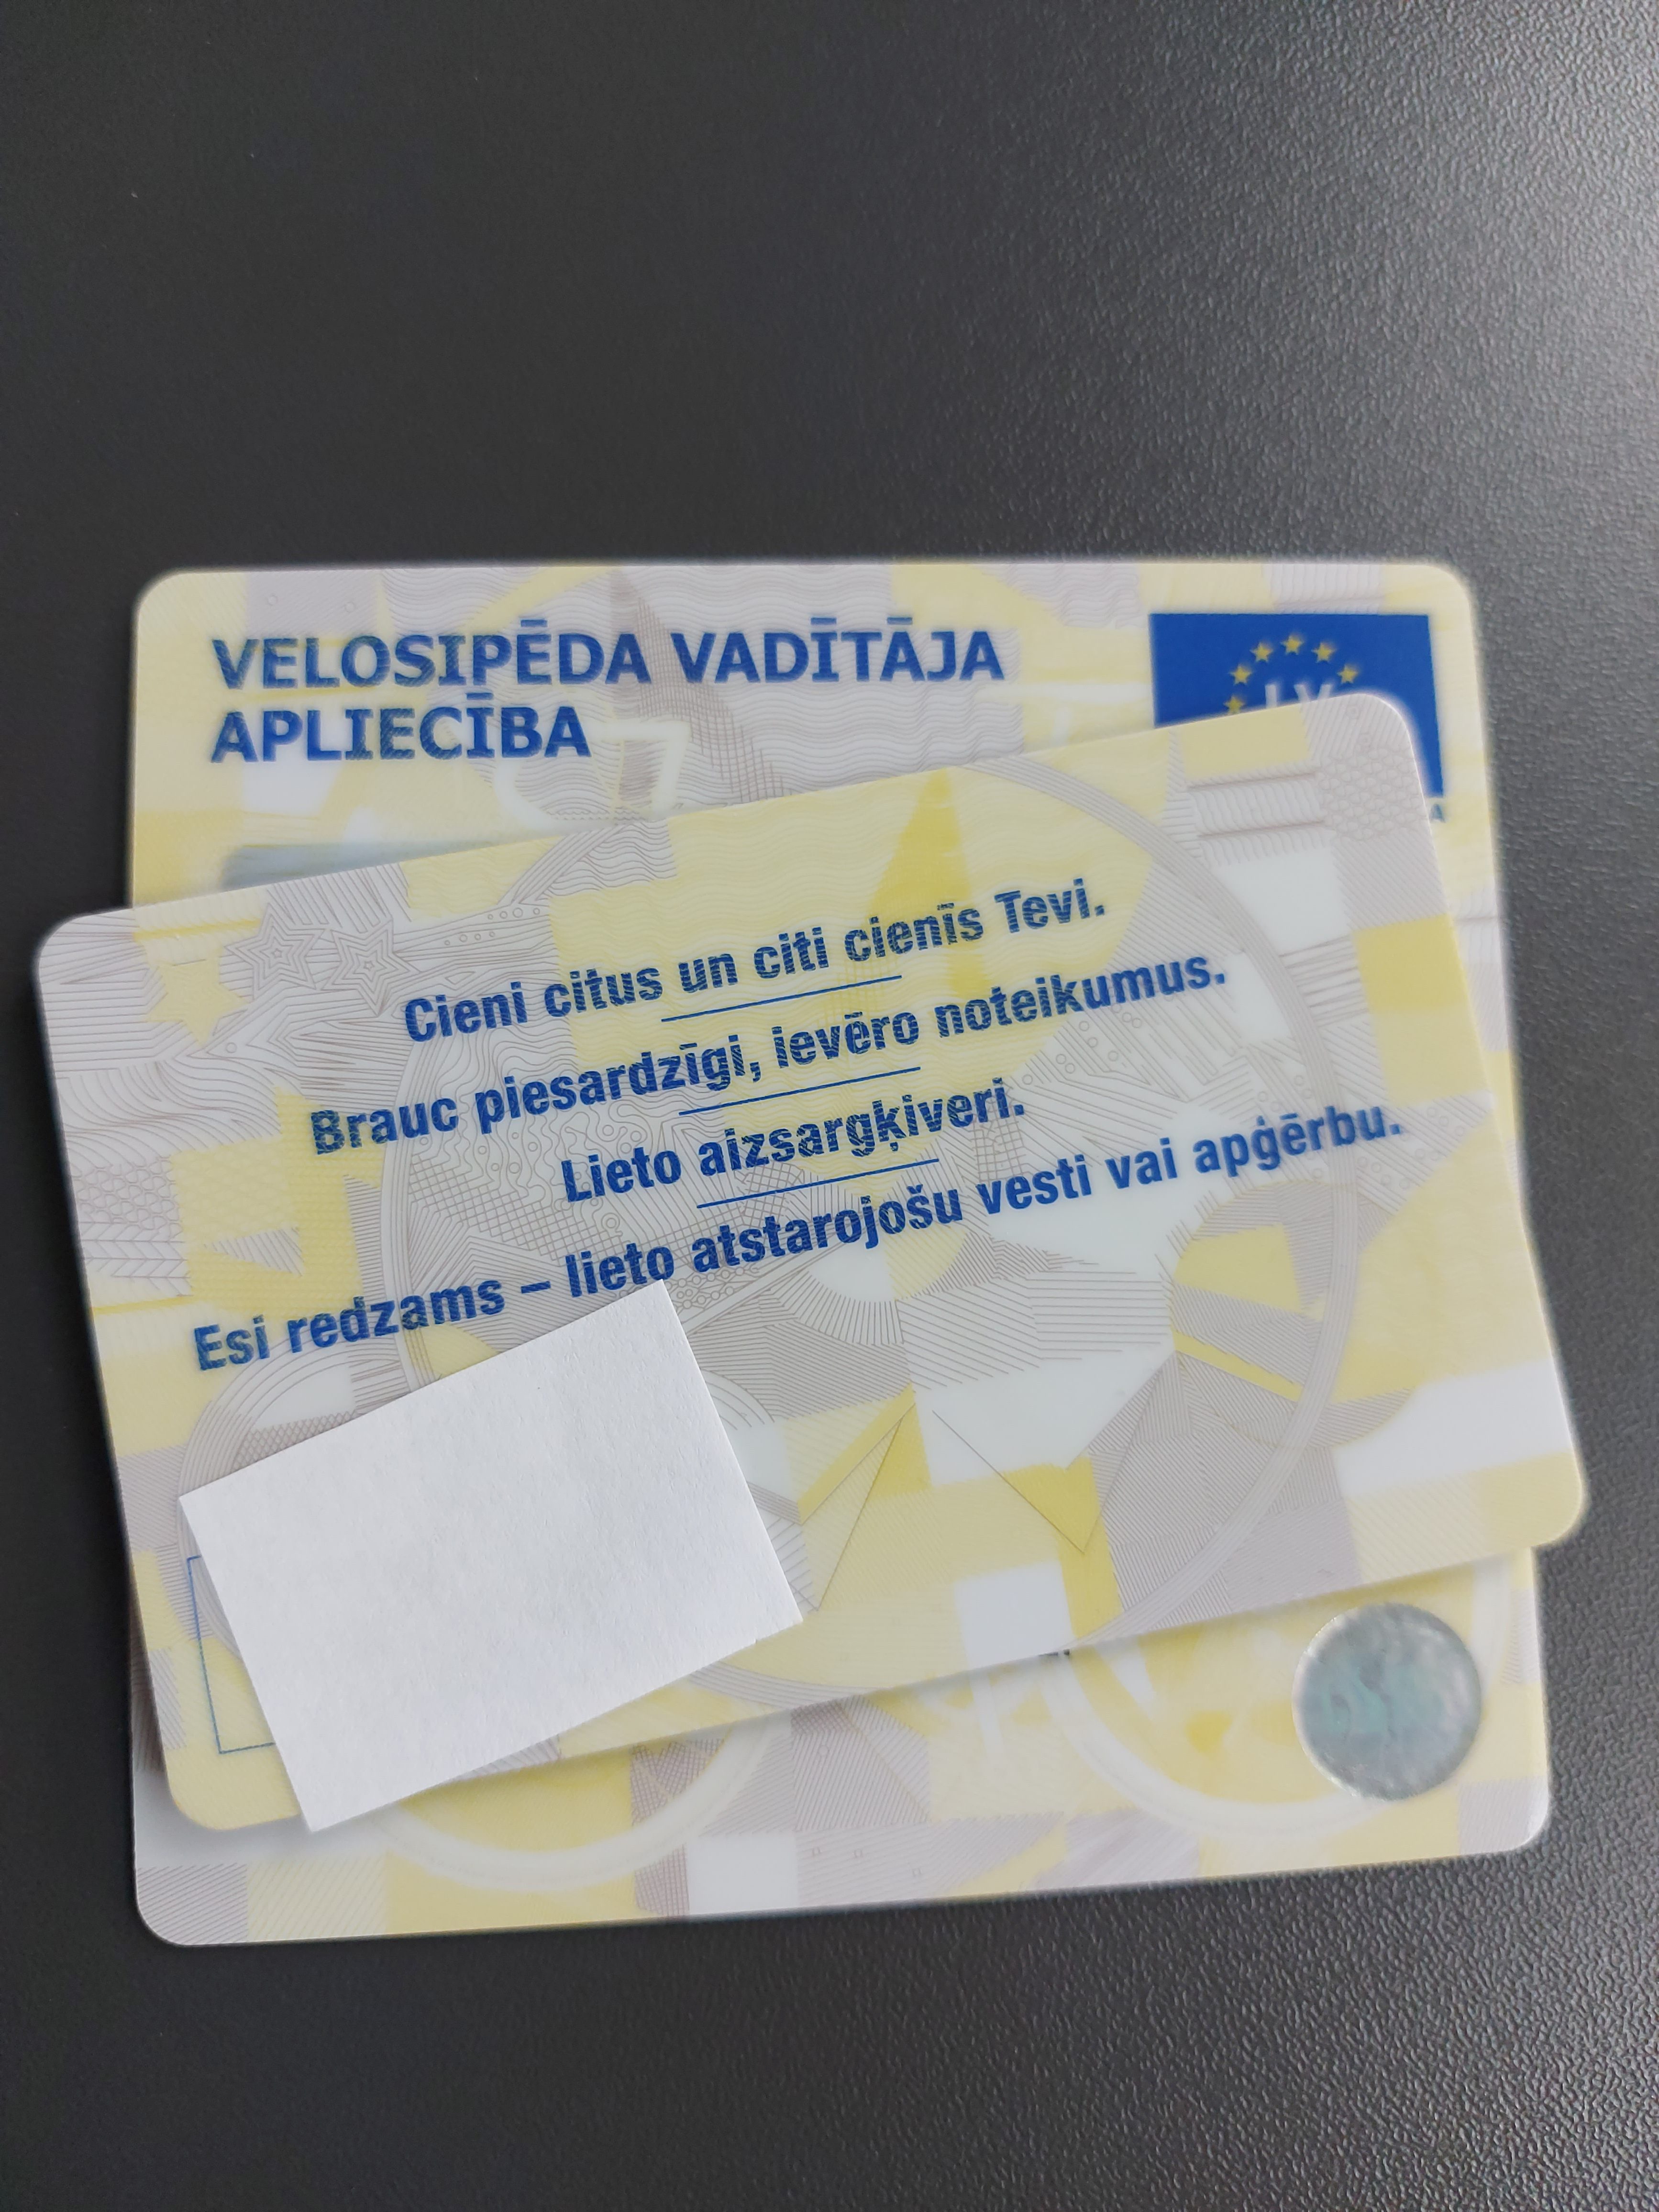 VELOSIPĒDA VADĪTĀJA
APLIECĪBA
LV
Cieni citus un citi cienīs Tevi.
Brauc piesardzīgi, ievēro noteikumus.
Lieto aizsargķiveri.
Esi redzams – lieto atstarojošu vesti vai apģērbu.